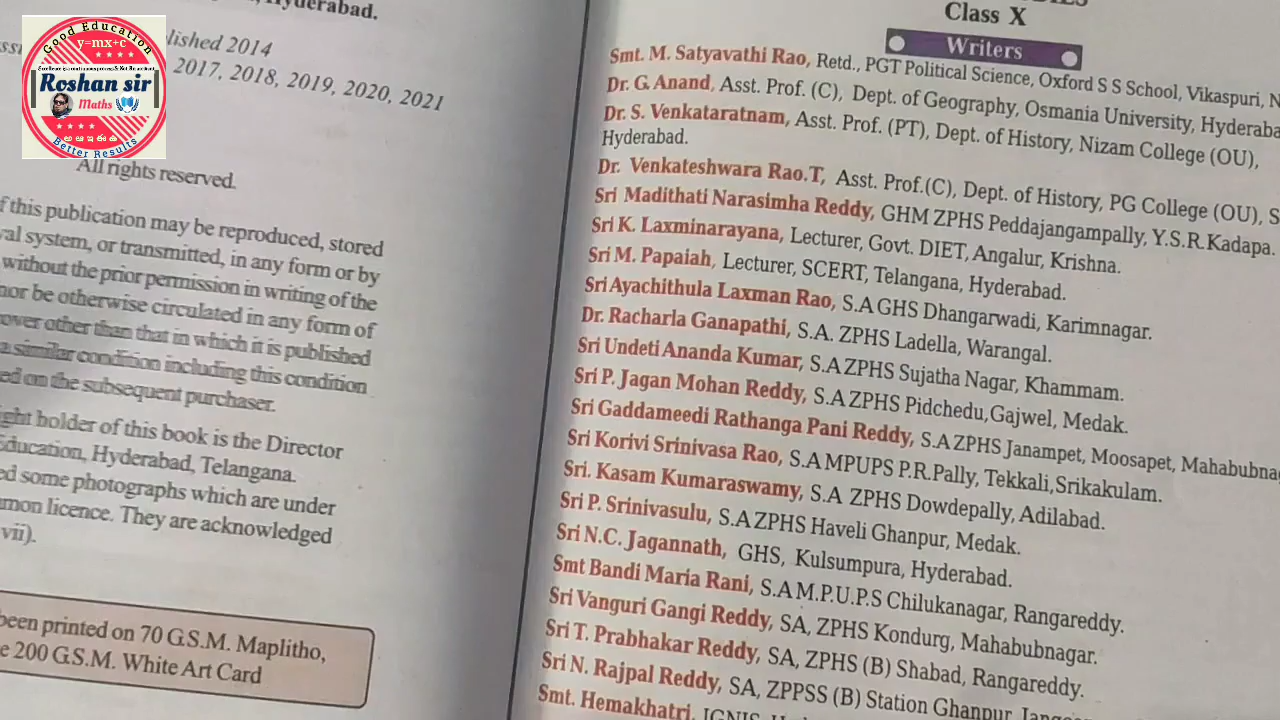 Hyderabad.
lished 2014
2017, 2018, 2019, 2020, 2021
Good Education
y=mx+c
Roshan sir
Maths
Better Results
All rights reserved.
f this publication may be reproduced, stored
val system, or transmitted, in any form or by
without the prior permission in writing of the
nor be otherwise circulated in any form of
cover other than that in which it is published
a similar condition including this condition
ed on the subsequent purchaser.
ight holder of this book is the Director
Education, Hyderabad, Telangana.
ed some photographs which are under
mmon licence. They are acknowledged
vii).
been printed on 70 G.S.M. Maplitho,
e 200 G.S.M. White Art Card
Class X
Writers
Smt. M. Satyavathi Rao, Retd., PGT Political Science, Oxford S S School, Vikaspuri, N
Dr. G. Anand, Asst. Prof. (C), Dept. of Geography, Osmania University, Hyderaba
Dr. S. Venkataratnam, Asst. Prof. (PT), Dept. of History, Nizam College (OU),
Hyderabad.
Dr. Venkateshwara Rao.T, Asst. Prof.(C), Dept. of History, PG College (OU), S
Sri Madithati Narasimha Reddy, GHM ZPHS Peddajangampally, Y.S.R.Kadapa.
Sri K. Laxminarayana, Lecturer, Govt. DIET, Angalur, Krishna.
Sri M. Papaiah, Lecturer, SCERT, Telangana, Hyderabad.
Sri Ayachithula Laxman Rao, S.A GHS Dhangarwadi, Karimnagar.
Dr. Racharla Ganapathi, S.A. ZPHS Ladella, Warangal.
Sri Undeti Ananda Kumar, S.A ZPHS Sujatha Nagar, Khammam.
Sri P. Jagan Mohan Reddy, S.A ZPHS Pidchedu,Gajwel, Medak.
Sri Gaddameedi Rathanga Pani Reddy, S.A ZPHS Janampet, Moosapet, Mahabubnag
Sri Korivi Srinivasa Rao, S.A MPUPS P.R.Pally, Tekkali,Srikakulam.
Sri. Kasam Kumaraswamy, S.A ZPHS Dowdepally, Adilabad.
Sri P. Srinivasulu, S.A ZPHS Haveli Ghanpur, Medak.
Sri N.C. Jagannath, GHS, Kulsumpura, Hyderabad.
Smt Bandi Maria Rani, S.A M.P.U.P.S Chilukanagar, Rangareddy.
Sri Vanguri Gangi Reddy, SA, ZPHS Kondurg, Mahabubnagar.
Sri T. Prabhakar Reddy, SA, ZPHS (B) Shabad, Rangareddy.
Sri N. Rajpal Reddy, SA, ZPPSS (B) Station Ghanpur,
Smt. Hemakhatri,